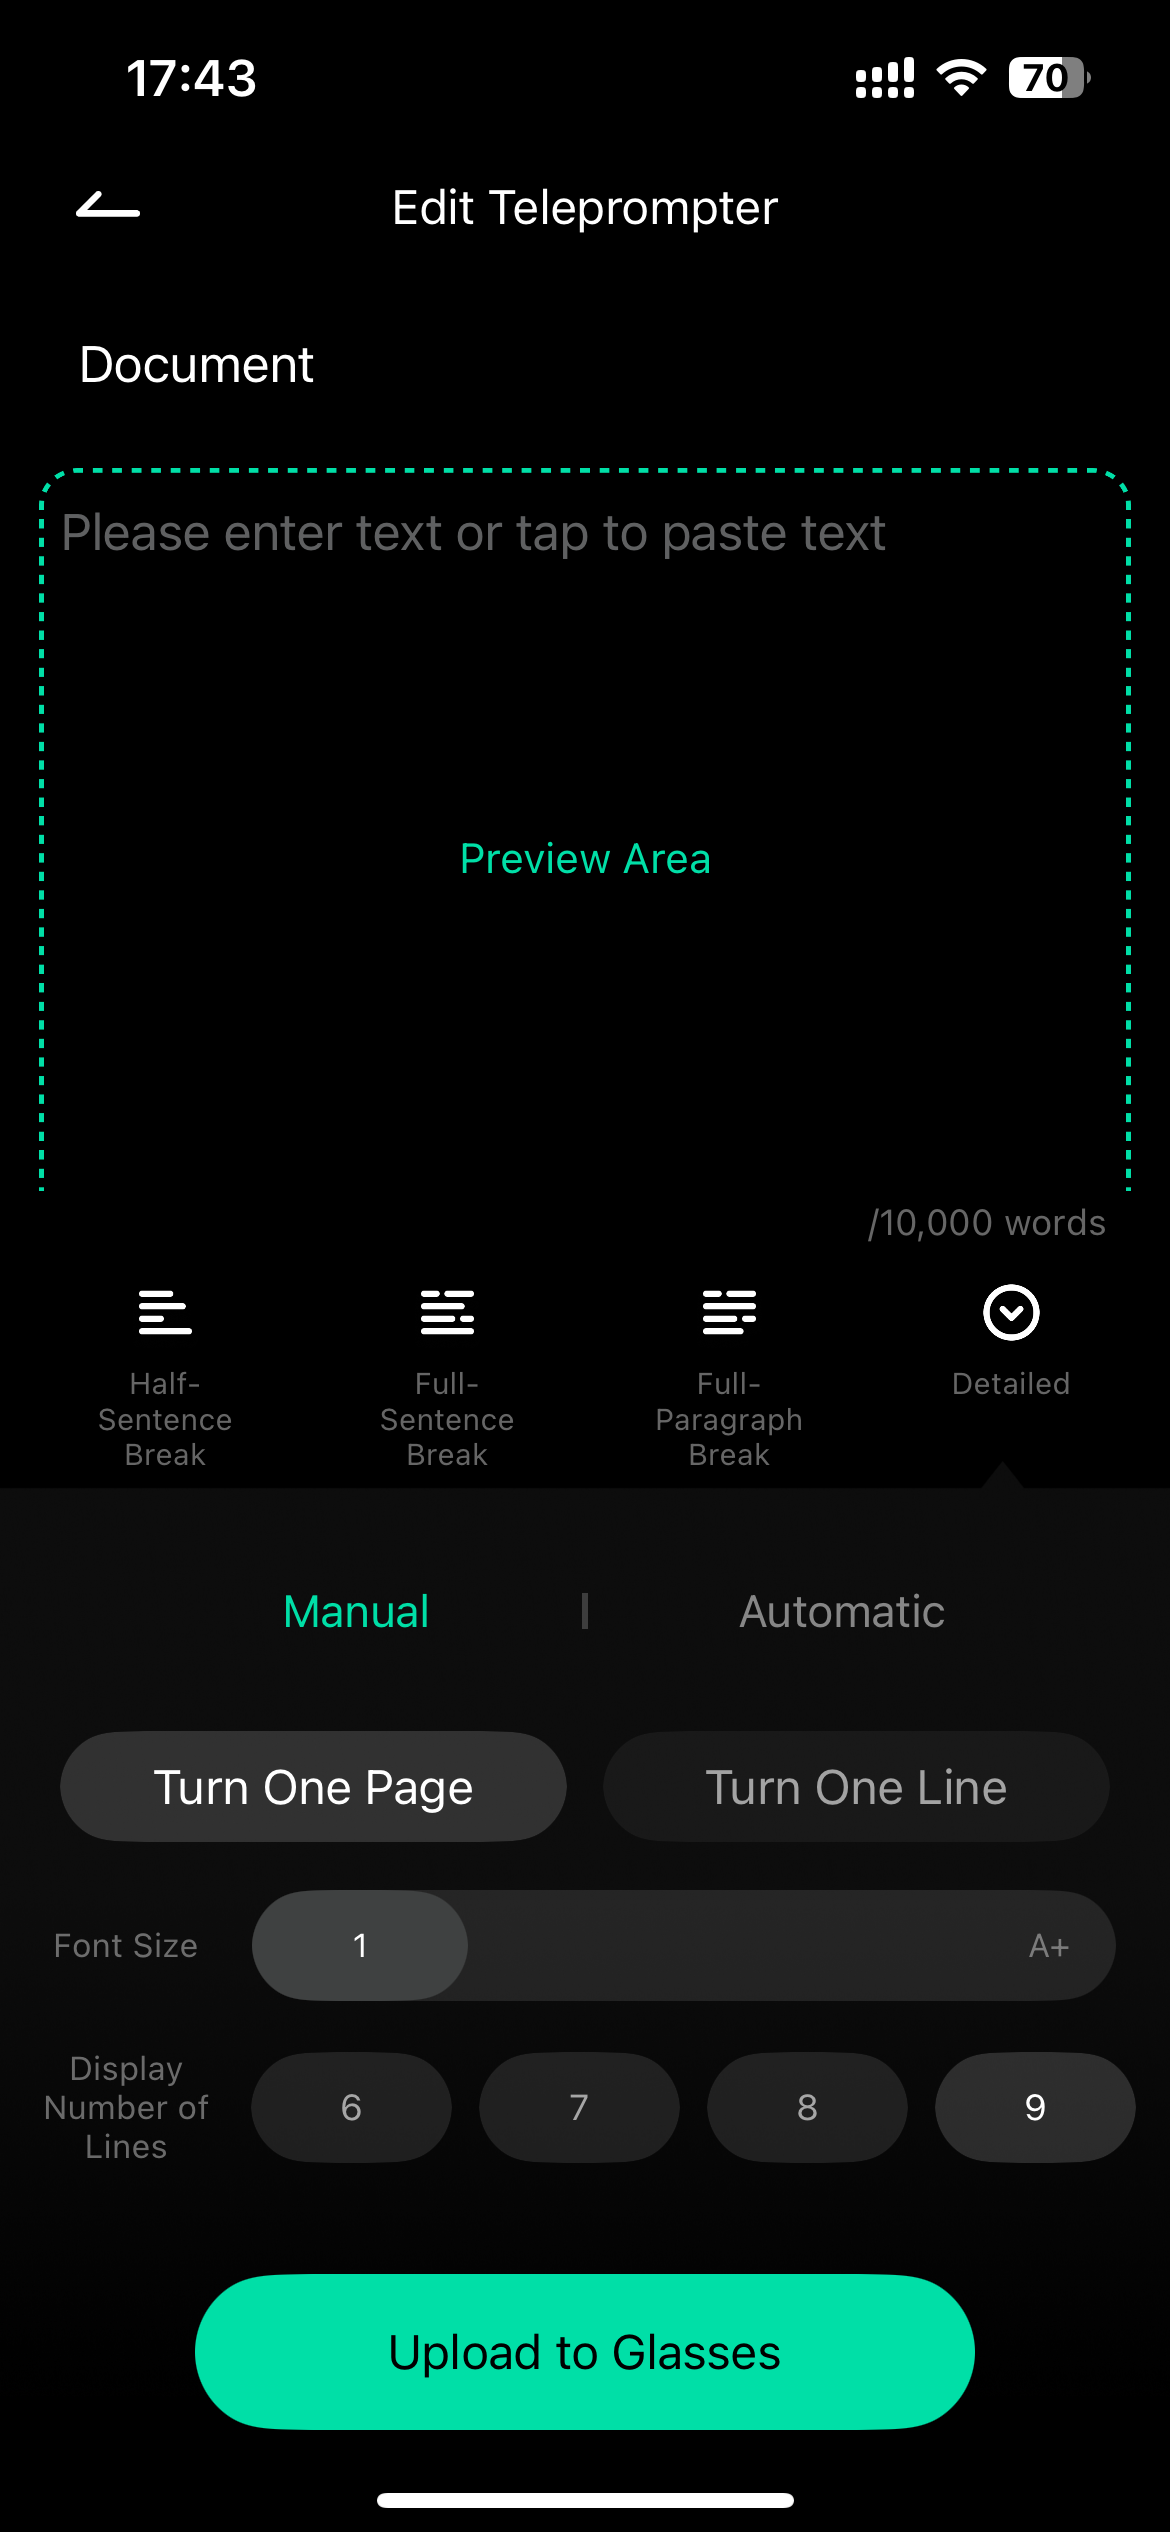 17:43
70
Edit Teleprompter
Document
Please enter text or tap to paste text
Preview Area
/10,000 words
Half-
Sentence
Break
Full-
Sentence
Break
Full-
Paragraph
Break
Detailed
Manual
Automatic
Turn One Page
Turn One Line
Font Size
1
A+
Display
Number of
Lines
6
7
8
9
Upload to Glasses